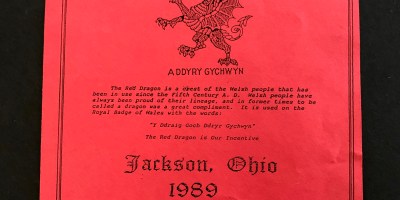 A DDYRY GYCHWYN
The Red Dragon is a crest of the Welsh people that has
been in use since the Fifth Century A. D. Welsh people have
always been proud of their lineage, and in former times to be
called a dragon was a great compliment. It is used on the
Royal Badge of Wales with the words:
"Y Ddraig Goch Ddyry Gychwyn"
The Red Dragon is Our Incentive
Jackson, Ohio
1989